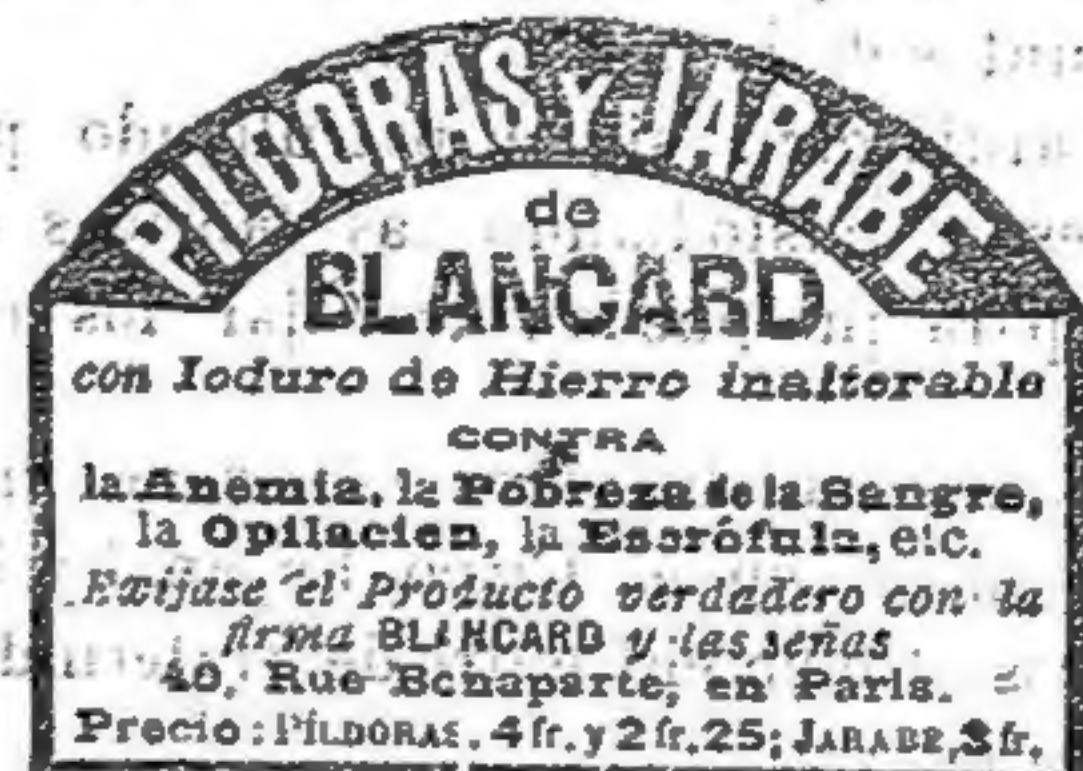 PILDORAS Y JARABE
de
BLANCARD
con Ioduro de Hierro inalterable
CONTRA
la Anemia, la Pobreza de la Sangre,
la Opilacion, la Escrófula, etc.
Exijase el Producto verdadero con la
firma BLANCARD y las señas
40, Rue Bonaparte, en Paris.
Precio: PÍLDORAS, 4 fr. y 2 fr. 25; JARABE, 3 fr.